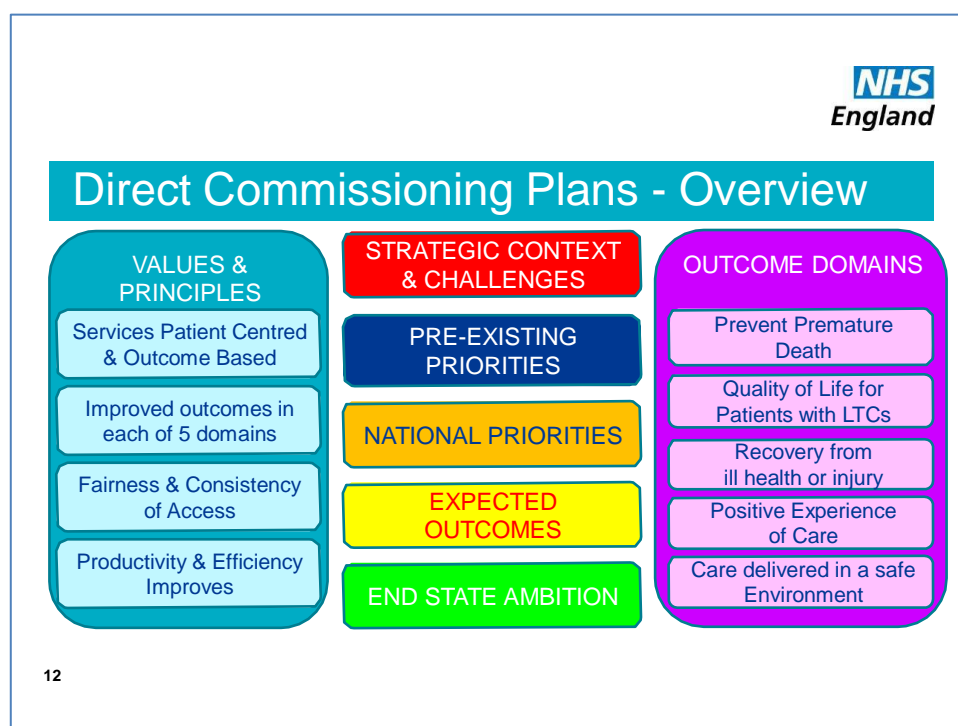 NHS
England
Direct Commissioning Plans - Overview
VALUES &
PRINCIPLES
Services Patient Centred
& Outcome Based
Improved outcomes in
each of 5 domains
Fairness & Consistency
of Access
Productivity & Efficiency
Improves
STRATEGIC CONTEXT
& CHALLENGES
PRE-EXISTING
PRIORITIES
NATIONAL PRIORITIES
EXPECTED
OUTCOMES
END STATE AMBITION
OUTCOME DOMAINS
Prevent Premature
Death
Quality of Life for
Patients with LTCs
Recovery from
ill health or injury
Positive Experience
of Care
Care delivered in a safe
Environment
12